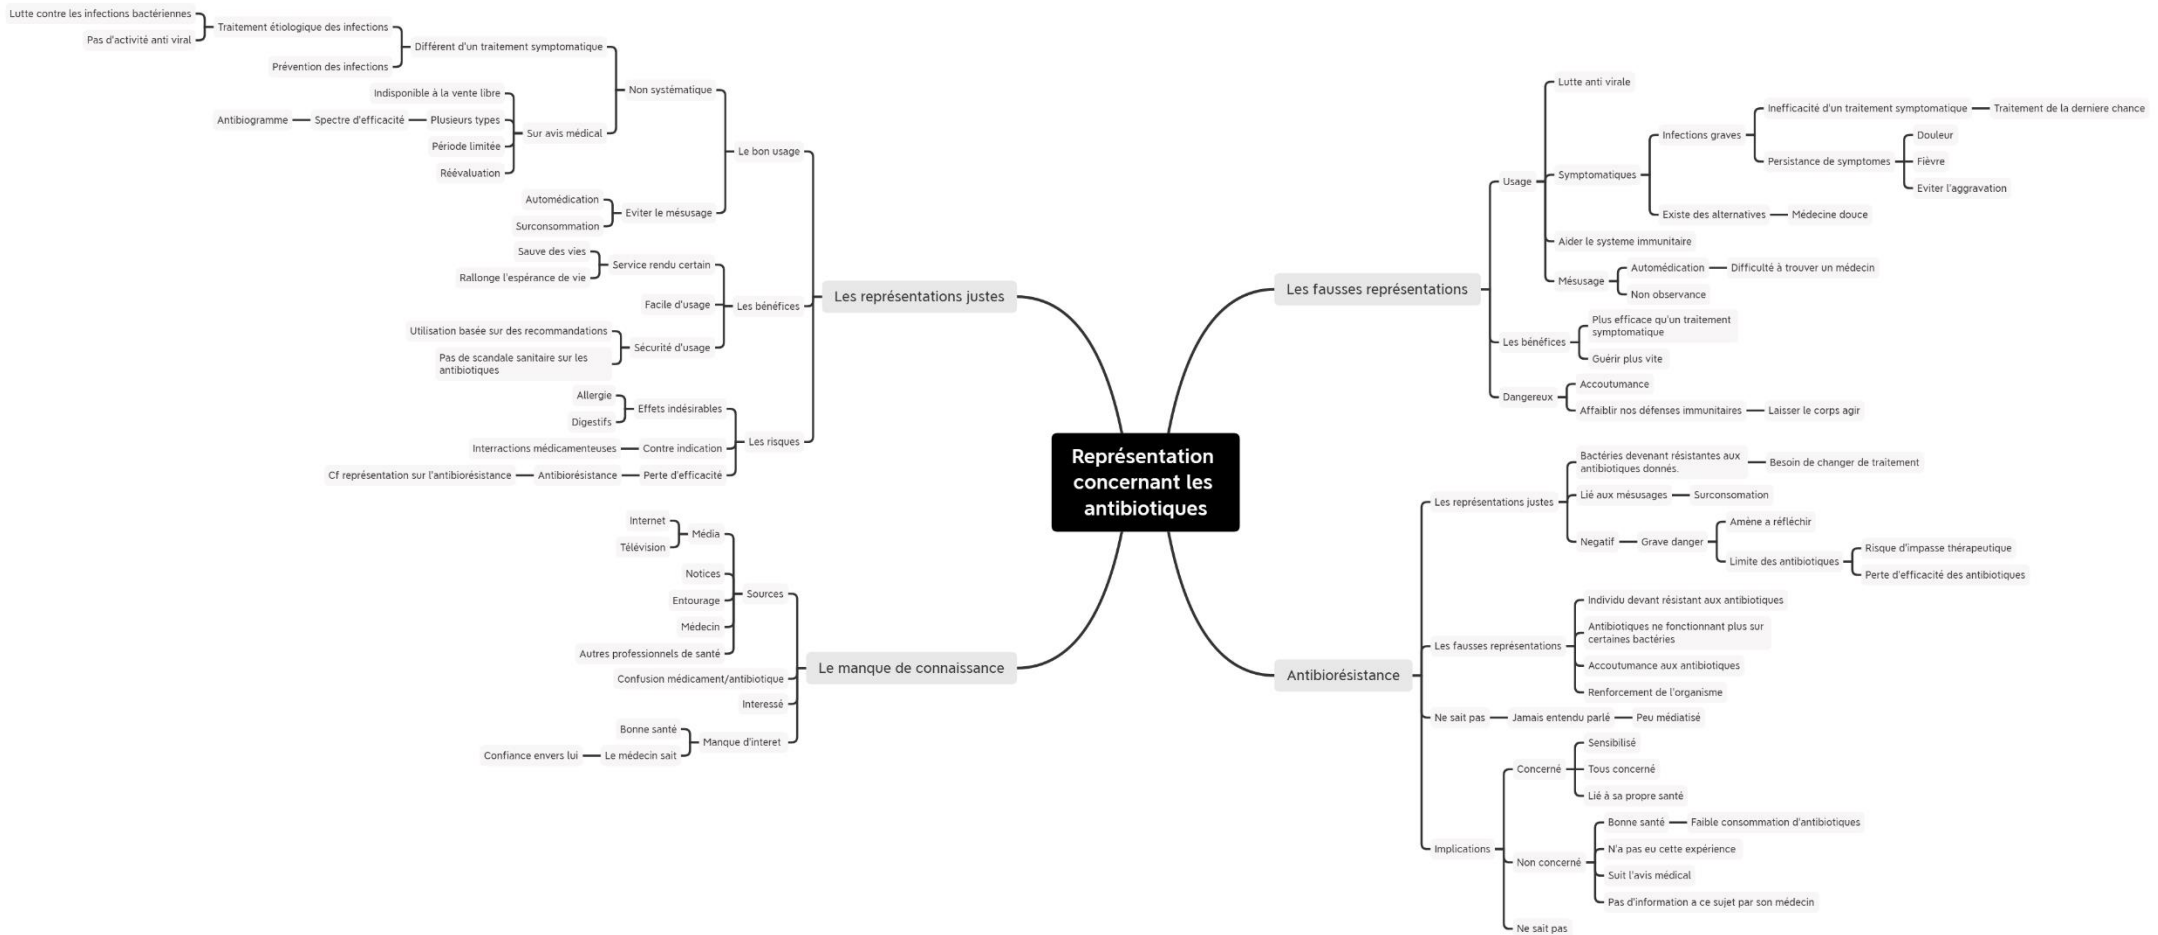 Représentation
concernant les
antibiotiques
Les représentations justes
Le bon usage
Non systématique
Différent d'un traitement symptomatique
Traitement étiologique des infections
Lutte contre les infections bactériennes
Pas d'activité anti viral
Prévention des infections
Sur avis médical
Indisponible à la vente libre
Plusieurs types
Spectre d'efficacité
Antibiogramme
Période limitée
Réévaluation
Eviter le mésusage
Automédication
Surconsommation
Les bénéfices
Service rendu certain
Sauve des vies
Rallonge l'espérance de vie
Facile d'usage
Sécurité d'usage
Utilisation basée sur des recommandations
Pas de scandale sanitaire sur les
antibiotiques
Les risques
Effets indésirables
Allergie
Digestifs
Contre indication
Interractions médicamenteuses
Perte d'efficacité
Antibiorésistance
Cf représentation sur l'antibiorésistance
Le manque de connaissance
Sources
Média
Internet
Télévision
Notices
Entourage
Médecin
Autres professionnels de santé
Confusion médicament/antibiotique
Interessé
Manque d'interet
Bonne santé
Le médecin sait
Confiance envers lui
Les fausses représentations
Usage
Lutte anti virale
Symptomatiques
Infections graves
Inefficacité d'un traitement symptomatique
Traitement de la derniere chance
Persistance de symptomes
Douleur
Fièvre
Eviter l'aggravation
Existe des alternatives
Médecine douce
Aider le systeme immunitaire
Mésusage
Automédication
Difficulté à trouver un médecin
Non observance
Les bénéfices
Plus efficace qu'un traitement
symptomatique
Guérir plus vite
Dangereux
Accoutumance
Affaiblir nos défenses immunitaires
Laisser le corps agir
Antibiorésistance
Les représentations justes
Bactéries devenant résistantes aux
antibiotiques donnés.
Besoin de changer de traitement
Lié aux mésusages
Surconsomation
Negatif
Grave danger
Amène a réfléchir
Limite des antibiotiques
Risque d'impasse thérapeutique
Perte d'efficacité des antibiotiques
Les fausses représentations
Individu devant résistant aux antibiotiques
Antibiotiques ne fonctionnant plus sur
certaines bactéries
Accoutumance aux antibiotiques
Renforcement de l'organisme
Ne sait pas
Jamais entendu parlé
Peu médiatisé
Implications
Concerné
Sensibilisé
Tous concerné
Lié à sa propre santé
Non concerné
Bonne santé
Faible consommation d'antibiotiques
N'a pas eu cette expérience
Suit l'avis médical
Pas d'information a ce sujet par son médecin
Ne sait pas